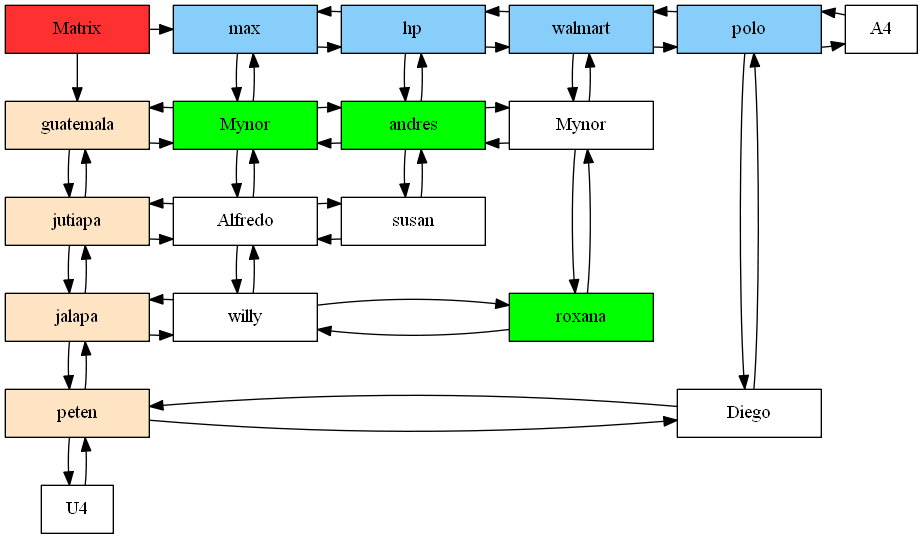 Matrix
max
hp
walmart
polo
A4
guatemala
Mynor
andres
Mynor
jutiapa
Alfredo
susan
jalapa
willy
roxana
peten
Diego
U4